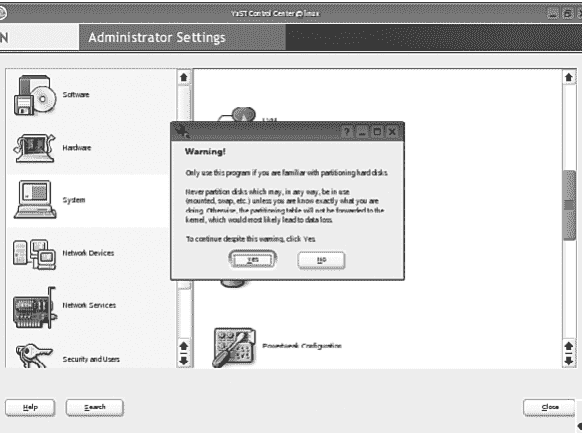 YaST Control Center @ linux
N
Administrator Settings
Software
Hardware
System
Network Devices
Network Services
Security and Users
Warning!
Only use this program if you are familiar with partitioning hard disks.
Never partition disks which may, in any way, be in use
(mounted, swap, etc.) unless you are know exactly what you are
doing. Otherwise, the partitioning table will not be forwarded to the
kernel, which would most likely lead to data loss.
To continue despite this warning, click Yes.
Yes
No
Powertweak Configuration
Help
Search
Close